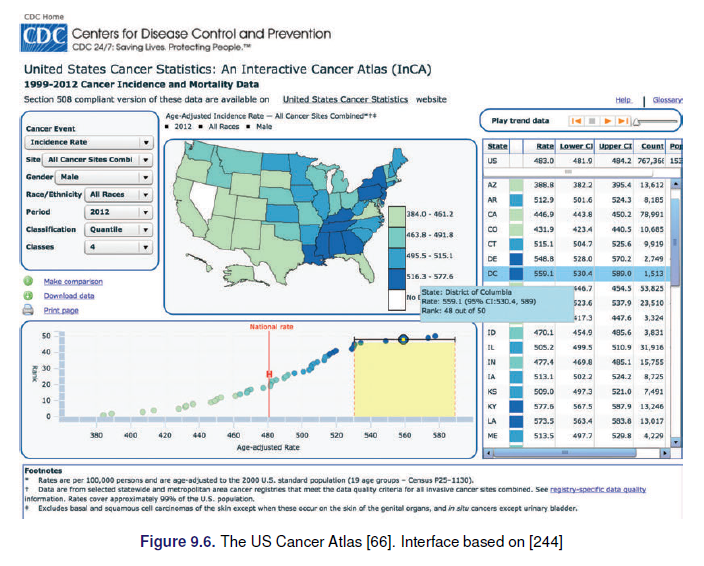 CDC Home
CDC Centers for Disease Control and Prevention
CDC 24/7: Saving Lives. Protecting People.™
United States Cancer Statistics: An Interactive Cancer Atlas (InCA)
1999-2012 Cancer Incidence and Mortality Data
Section 508 compliant version of these data are available on United States Cancer Statistics website
Help | Glossary
Cancer Event
Incidence Rate
Site All Cancer Sites Combi
Gender Male
Race/Ethnicity All Races
Period 2012
Classification Quantile
Classes 4
Make comparison
Download data
Print page
Age-Adjusted Incidence Rate — All Cancer Sites Combined*†‡
2012 All Races Male
384.0 - 461.2
463.8 - 491.8
495.5 - 515.1
516.3 - 577.6
No
Play trend data
State Rate Lower CI Upper CI Count Pop
US 483.0 481.9 484.2 767,366 153
AZ 388.8 382.2 395.4 13,612
AR 512.9 501.6 524.3 8,185
CA 446.9 443.8 450.2 78,991
CO 431.9 423.4 440.5 10,685
CT 515.1 504.7 525.6 9,919
DE 548.8 528.0 570.2 2,749
DC 559.1 530.4 589.0 1,513
446.7 454.5 53,825
523.6 537.9 23,510
417.3 447.6 3,324
ID 470.1 454.9 485.6 3,831
IL 505.2 499.5 510.9 31,916
IN 477.4 469.8 485.1 15,755
IA 513.1 502.2 524.2 8,725
KS 509.0 497.3 521.0 7,491
KY 577.6 567.5 587.9 13,246
LA 573.5 563.4 583.8 13,017
ME 513.5 497.7 529.8 4,229
State: District of Columbia
Rate: 559.1 (95% CI:530.4, 589)
Rank: 48 out of 50
National rate
H
Rank
50
40
30
20
10
0
380 400 420 440 460 480 500 520 540 560 580
Age-adjusted Rate
Footnotes
* Rates are per 100,000 persons and are age-adjusted to the 2000 U.S. standard population (19 age groups - Census P25-1130).
† Data are from selected statewide and metropolitan area cancer registries that meet the data quality criteria for all invasive cancer sites combined. See registry-specific data quality
information. Rates cover approximately 99% of the U.S. population.
‡ Excludes basal and squamous cell carcinomas of the skin except when these occur on the skin of the genital organs, and in situ cancers except urinary bladder.
Figure 9.6. The US Cancer Atlas [66]. Interface based on [244]